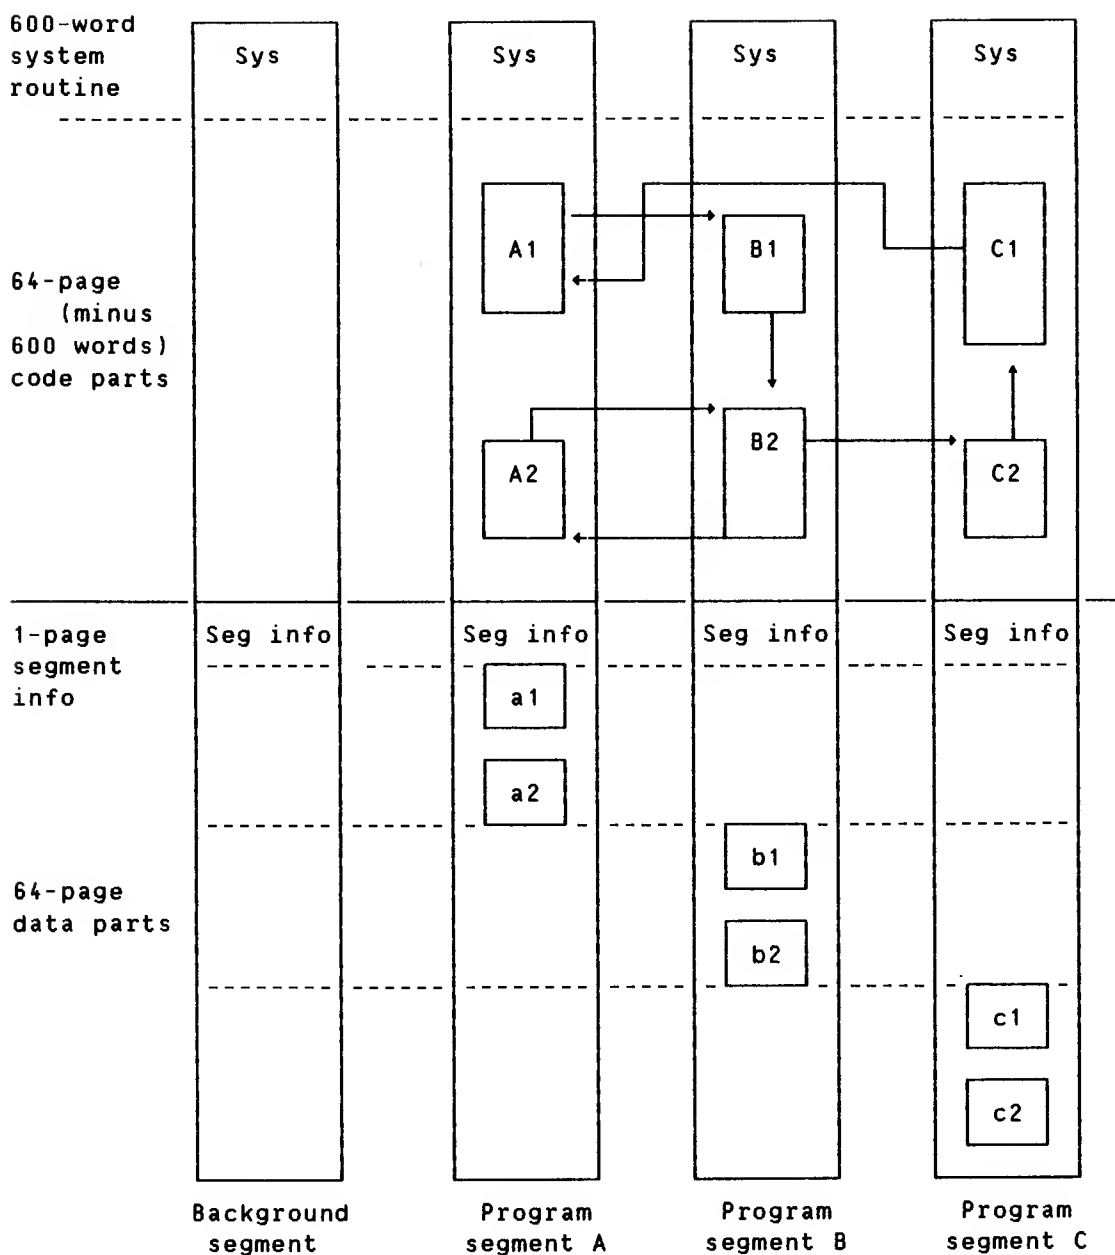 600-word
system
routine
Sys
Sys
Sys
Sys
64-page
(minus
600 words)
code parts
A1
B1
C1
A2
B2
C2
1-page
segment
info
Seg info
Seg info
Seg info
Seg info
a1
a2
64-page
data parts
b1
b2
c1
c2
Background
segment
Program
segment A
Program
segment B
Program
segment C